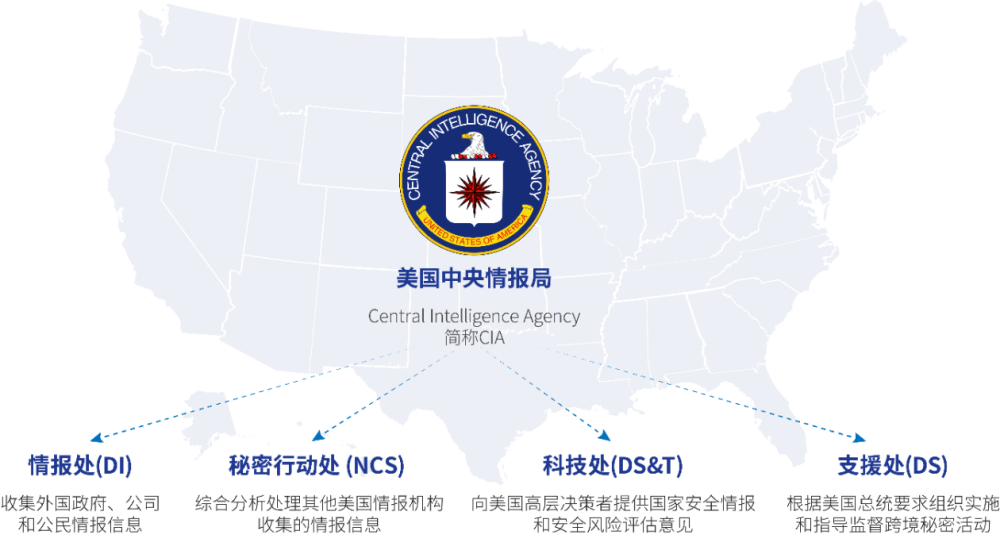 CENTRAL INTELLIGENCE AGENCY
UNITED STATES OF AMERICA
美国中央情报局
Central Intelligence Agency
简称CIA
情报处(DI)
收集外国政府、公司
和公民情报信息
秘密行动处 (NCS)
综合分析处理其他美国情报机构
收集的情报信息
科技处(DS&T)
向美国高层决策者提供国家安全情报
和安全风险评估意见
支援处(DS)
根据美国总统要求组织实施
和指导监督跨境秘密活动